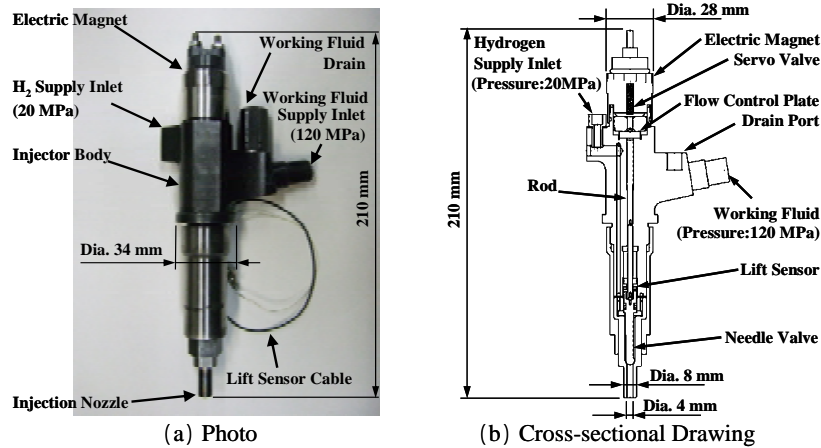 Electric Magnet
H2 Supply Inlet
(20 MPa)
Injector Body
Dia. 34 mm
Injection Nozzle
Working Fluid
Drain
Working Fluid
Supply Inlet
(120 MPa)
210 mm
Lift Sensor Cable
(a) Photo
Dia. 28 mm
Hydrogen
Supply Inlet
(Pressure:20MPa)
Electric Magnet
Servo Valve
Flow Control Plate
Drain Port
210 mm
Rod
Working Fluid
(Pressure:120 MPa)
Lift Sensor
Needle Valve
Dia. 8 mm
Dia. 4 mm
(b) Cross-sectional Drawing